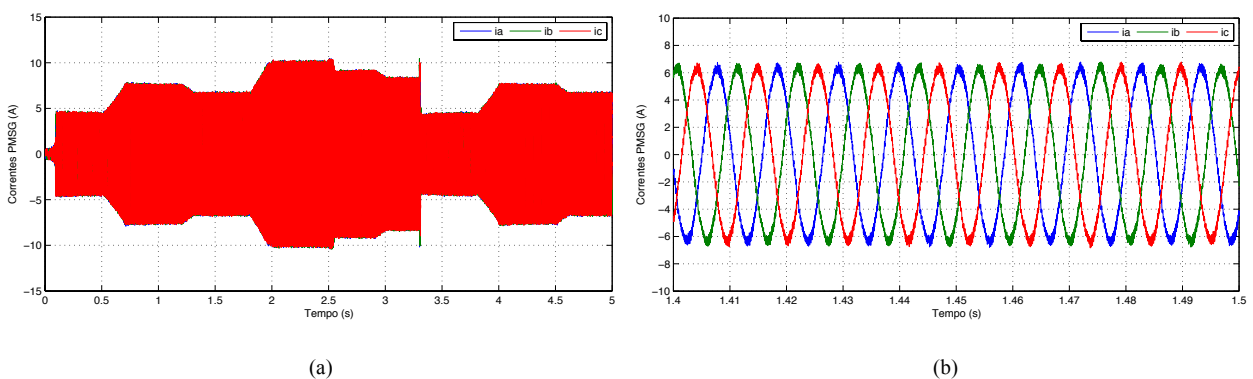 ia ib ic
15
10
5
0
−5
−10
−15
Correntes PMSG (A)
0 0.5 1 1.5 2 2.5 3 3.5 4 4.5 5
Tempo (s)
(a)
ia ib ic
10
8
6
4
2
0
−2
−4
−6
−8
−10
Correntes PMSG (A)
1.4 1.41 1.42 1.43 1.44 1.45 1.46 1.47 1.48 1.49 1.5
Tempo (s)
(b)